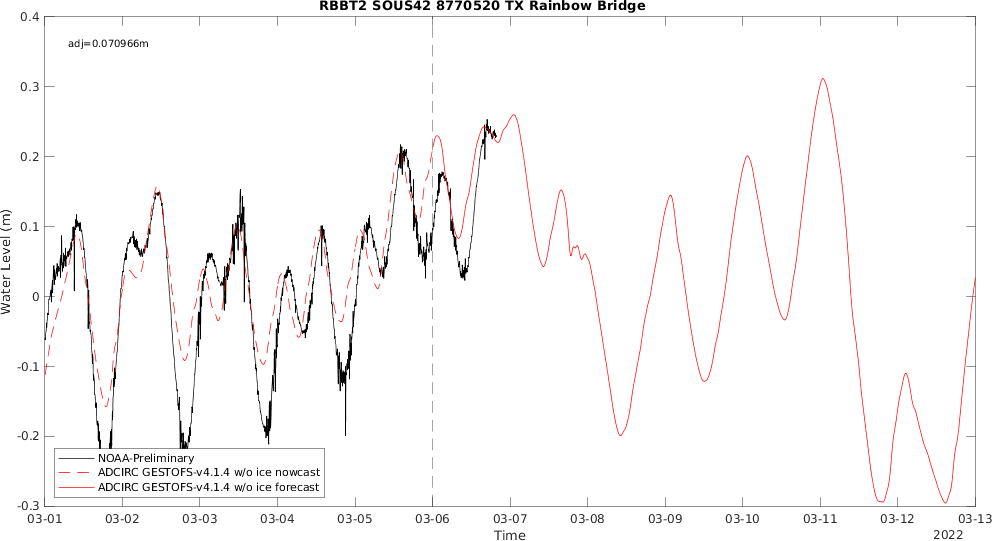 RBBT2 SOUS42 8770520 TX Rainbow Bridge
adj=0.070966m
0.4
0.3
0.2
0.1
0
-0.1
-0.2
-0.3
Water Level (m)
NOAA-Preliminary
ADCIRC GESTOFS-v4.1.4 w/o ice nowcast
ADCIRC GESTOFS-v4.1.4 w/o ice forecast
03-01 03-02 03-03 03-04 03-05 03-06 03-07 03-08 03-09 03-10 03-11 03-12 03-13
Time
2022